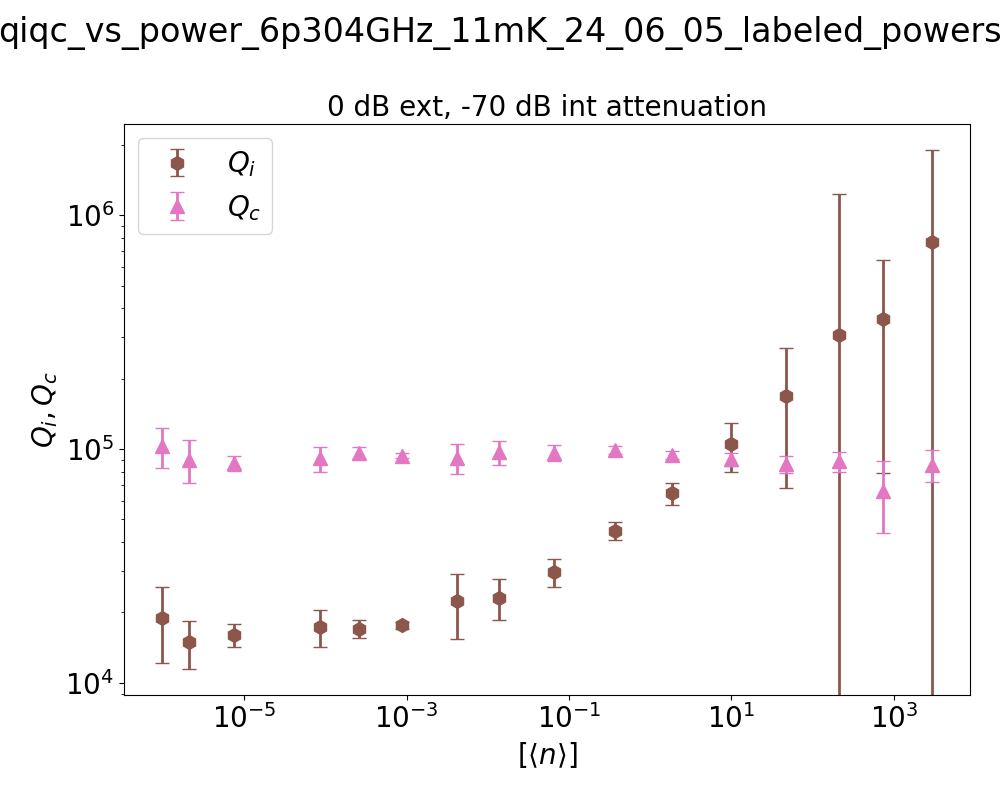 qiqc_vs_power_6p304GHz_11mK_24_06_05_labeled_powers
0 dB ext, -70 dB int attenuation
Q_i
Q_c
10^6
10^5
10^4
Q_i, Q_c
10^−5
10^−3
10^−1
10^1
10^3
[⟨n⟩]